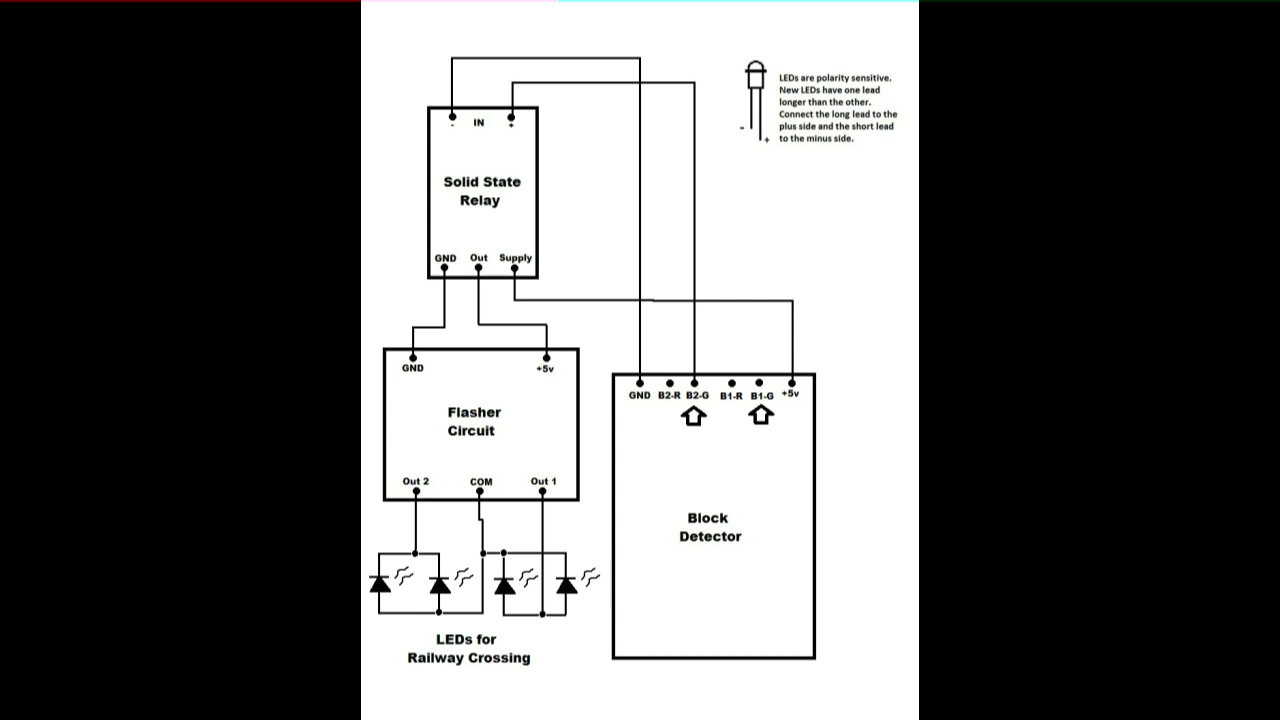 LEDs are polarity sensitive.
New LEDs have one lead
longer than the other.
Connect the long lead to the
plus side and the short lead
to the minus side.
- +
- IN +
Solid State
Relay
GND Out Supply
GND +5v
Flasher
Circuit
Out 2 COM Out 1
LEDs for
Railway Crossing
GND B2-R B2-G B1-R B1-G +5v
Block
Detector